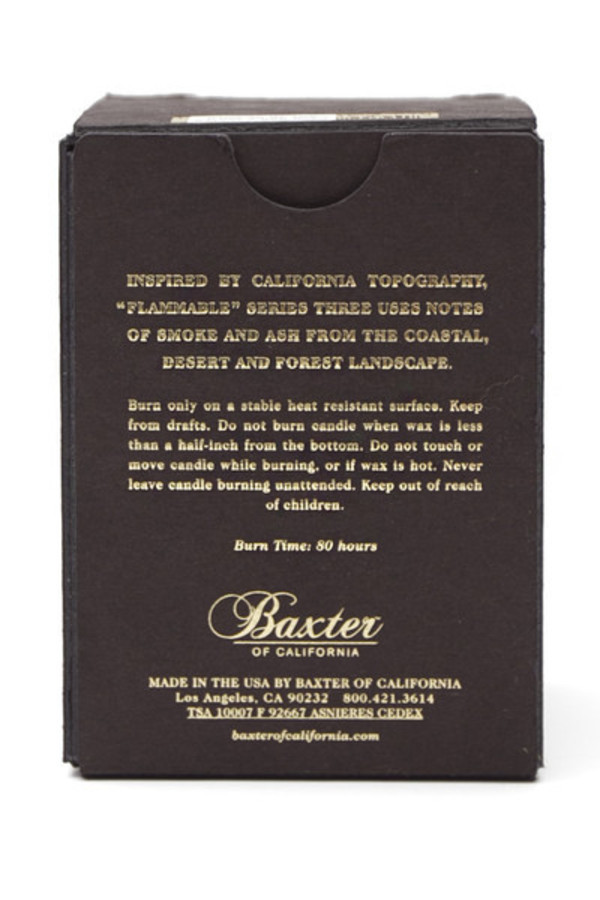 INSPIRED BY CALIFORNIA TOPOGRAPHY,
"FLAMMABLE" SERIES THREE USES NOTES
OF SMOKE AND ASH FROM THE COASTAL,
DESERT AND FOREST LANDSCAPE.
Burn only on a stable heat resistant surface. Keep
from drafts. Do not burn candle when wax is less
than a half-inch from the bottom. Do not touch or
move candle while burning, or if wax is hot. Never
leave candle burning unattended. Keep out of reach
of children.
Burn Time: 80 hours
Baxter
OF CALIFORNIA
MADE IN THE USA BY BAXTER OF CALIFORNIA
Los Angeles, CA 90232 800.421.3614
TSA 10007 F 92667 ASNIERES CEDEX
baxterofcalifornia.com